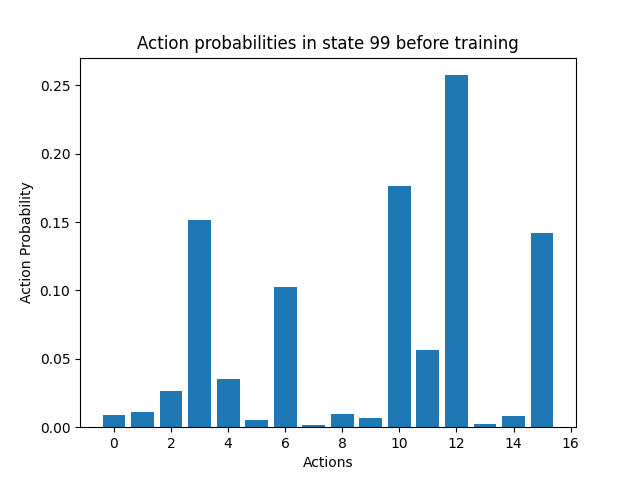 Action probabilities in state 99 before training
Action Probability
0.25
0.20
0.15
0.10
0.05
0.00
0 2 4 6 8 10 12 14 16
Actions